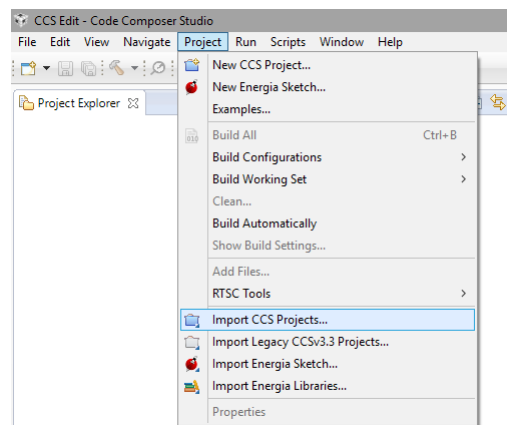 CCS Edit - Code Composer Studio
File Edit View Navigate Project Run Scripts Window Help
Project Explorer
New CCS Project...
New Energia Sketch...
Examples...
Build All Ctrl+B
Build Configurations >
Build Working Set >
Clean...
Build Automatically
Show Build Settings...
Add Files...
RTSC Tools >
Import CCS Projects...
Import Legacy CCSv3.3 Projects...
Import Energia Sketch...
Import Energia Libraries...
Properties